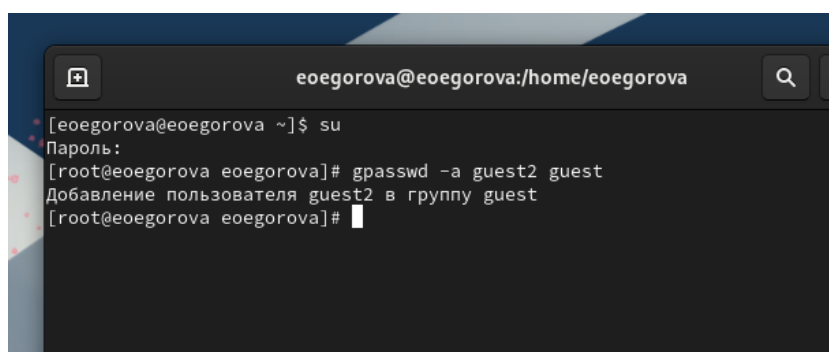 eoegorova@eoegorova:/home/eoegorova
[eoegorova@eoegorova ~]$ su
Пароль:
[root@eoegorova eoegorova]# gpasswd -a guest2 guest
Добавление пользователя guest2 в группу guest
[root@eoegorova eoegorova]#